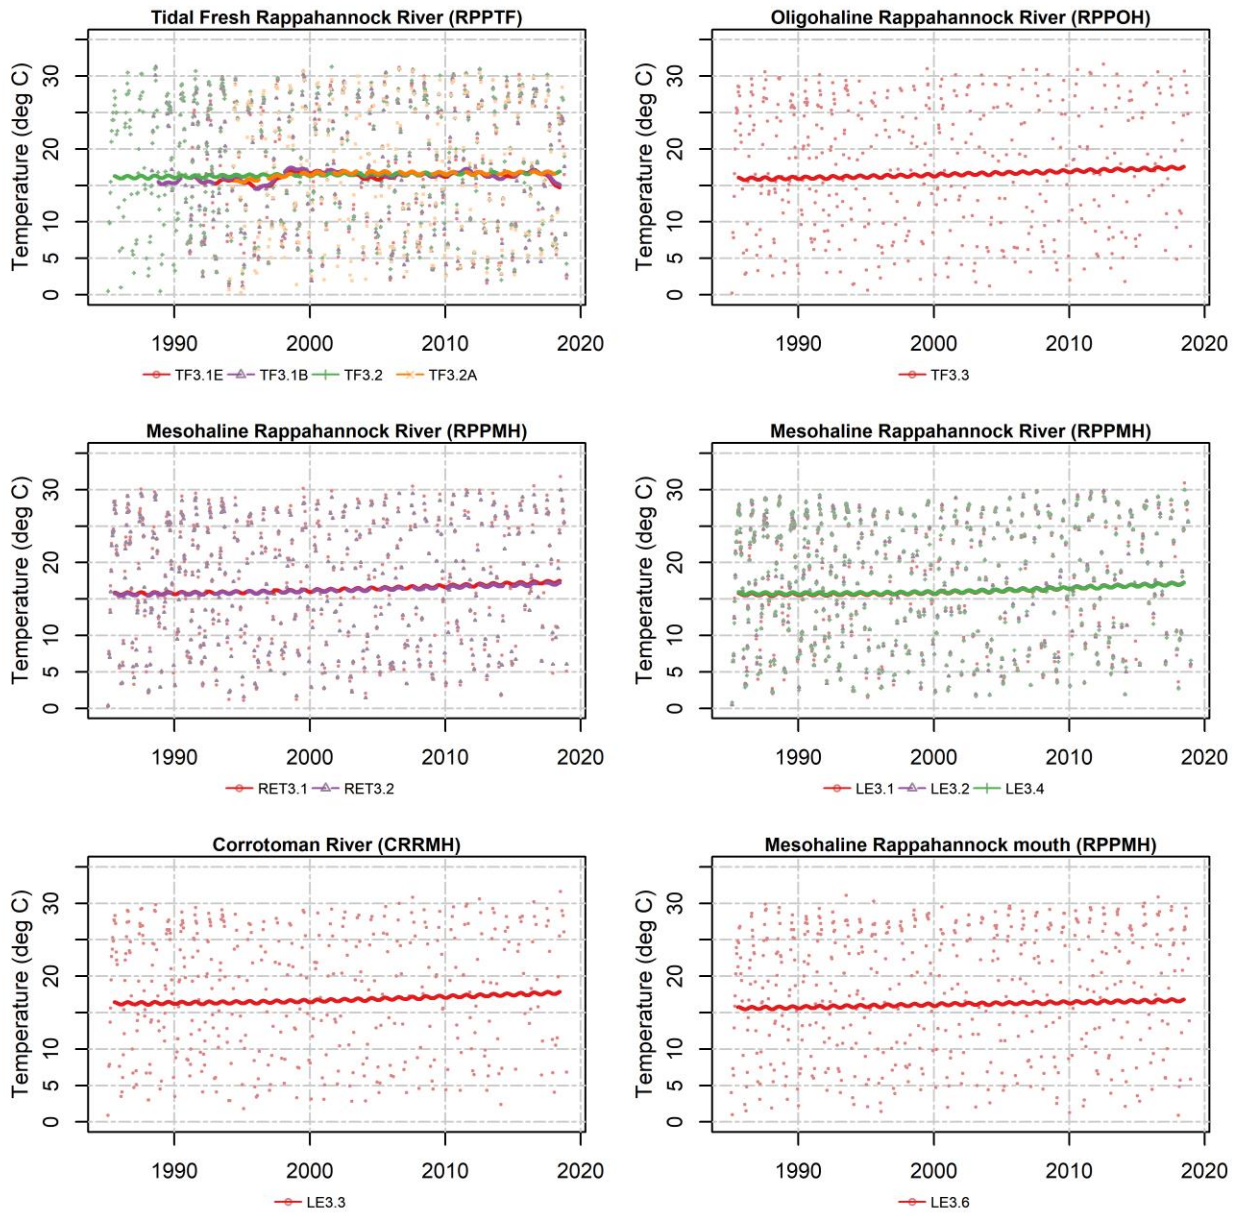 Tidal Fresh Rappahannock River (RPPTF)
Temperature (deg C)
30
20
10
5
0
1990 2000 2010 2020
TF3.1E TF3.1B TF3.2 TF3.2A
Oligohaline Rappahannock River (RPPOH)
Temperature (deg C)
30
20
10
5
0
1990 2000 2010 2020
TF3.3
Mesohaline Rappahannock River (RPPMH)
Temperature (deg C)
30
20
10
5
0
1990 2000 2010 2020
RET3.1 RET3.2
Mesohaline Rappahannock River (RPPMH)
Temperature (deg C)
30
20
10
5
0
1990 2000 2010 2020
LE3.1 LE3.2 LE3.4
Corrotoman River (CRRMH)
Temperature (deg C)
30
20
10
5
0
1990 2000 2010 2020
LE3.3
Mesohaline Rappahannock mouth (RPPMH)
Temperature (deg C)
30
20
10
5
0
1990 2000 2010 2020
LE3.6